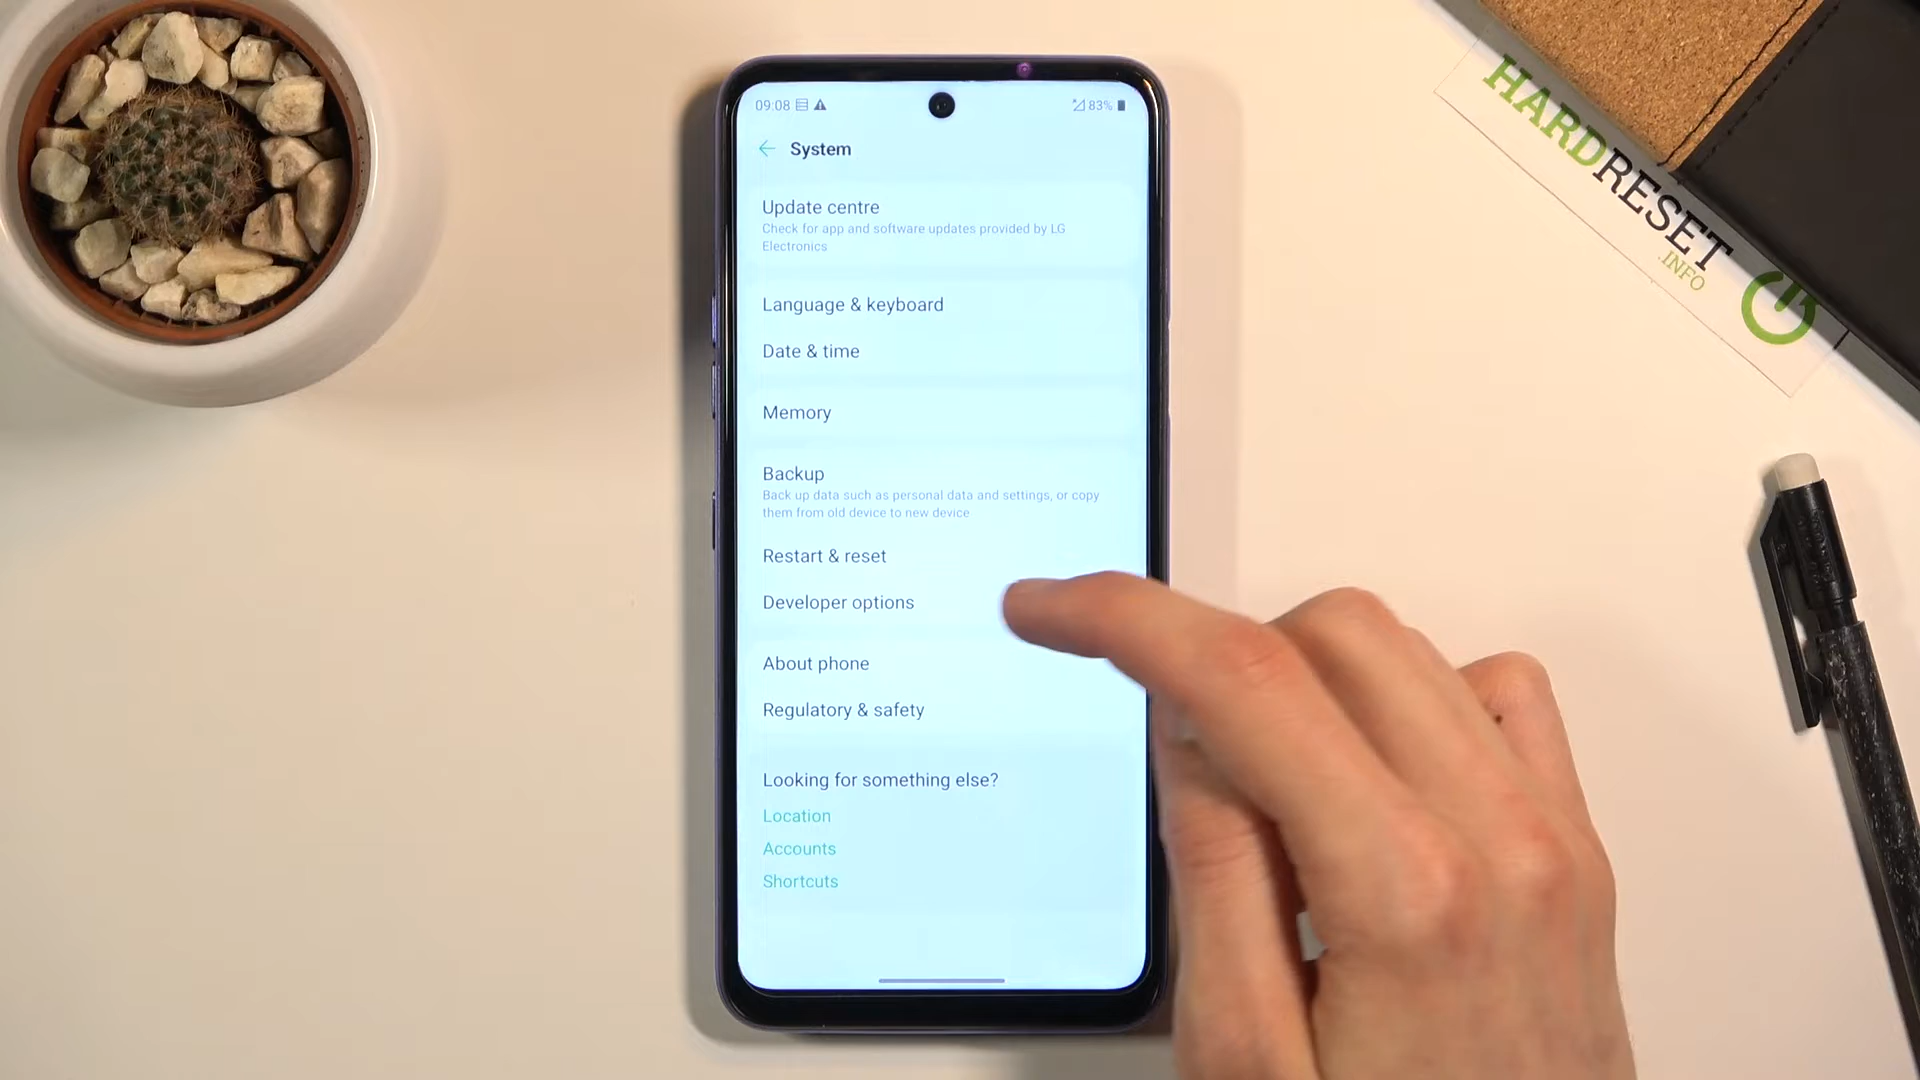 09:08
83%
System
Update centre
Check for app and software updates provided by LG
Electronics
Language & keyboard
Date & time
Memory
Backup
Back up data such as personal data and settings, or copy
them from old device to new device
Restart & reset
Developer options
About phone
Regulatory & safety
Looking for something else?
Location
Accounts
Shortcuts
HARDRESET
.INFO